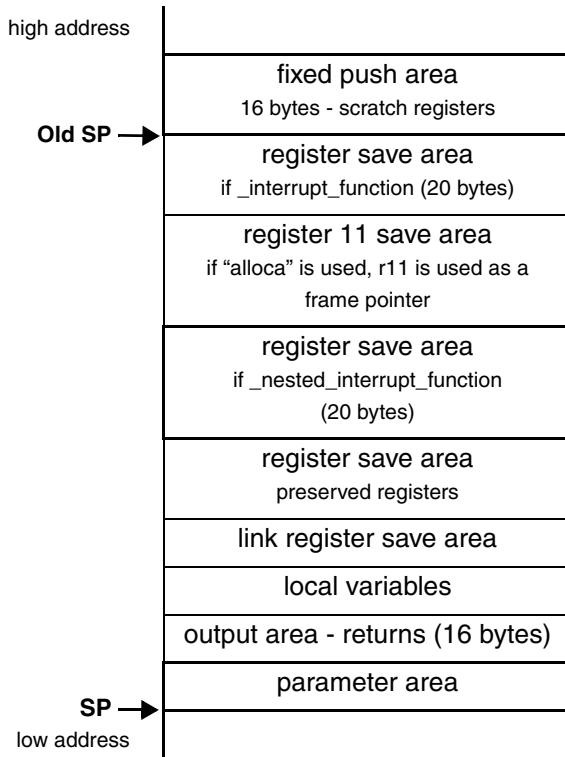 high address
fixed push area
16 bytes - scratch registers
Old SP
register save area
if _interrupt_function (20 bytes)
register 11 save area
if “alloca” is used, r11 is used as a
frame pointer
register save area
if _nested_interrupt_function
(20 bytes)
register save area
preserved registers
link register save area
local variables
output area - returns (16 bytes)
parameter area
SP
low address